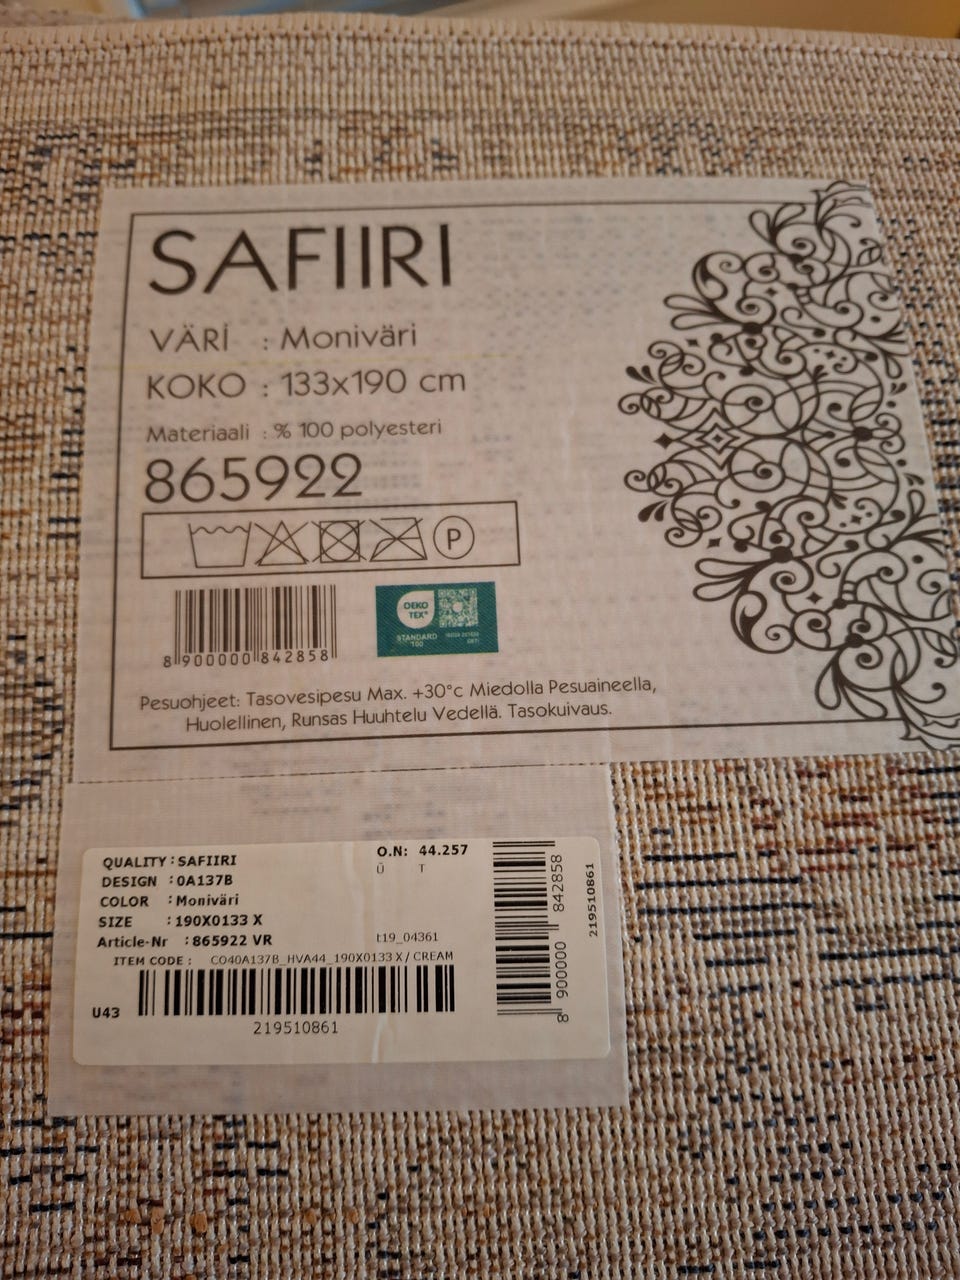 SAFIIRI
VÄRİ : Moniväri
KOKO : 133x190 cm
Materiaali : % 100 polyesteri
865922
P
8 900000 842858
OEKO
TEX®
STANDARD
100
Pesuohjeet: Tasovesipesu Max. +30°c Miedolla Pesuaineella,
Huolellinen, Runsas Huuhtelu Vedellä. Tasokuivaus.
QUALITY : SAFIIRI
DESIGN : 0A137B
COLOR : Moniväri
SIZE : 190X0133 X
Article-Nr : 865922 VR
O.N: 44.257
Ü T
t19_04361
ITEM CODE : CO40A137B_HVA44_190X0133 X/ CREAM
U43
219510861
8 900000 842858
219510861